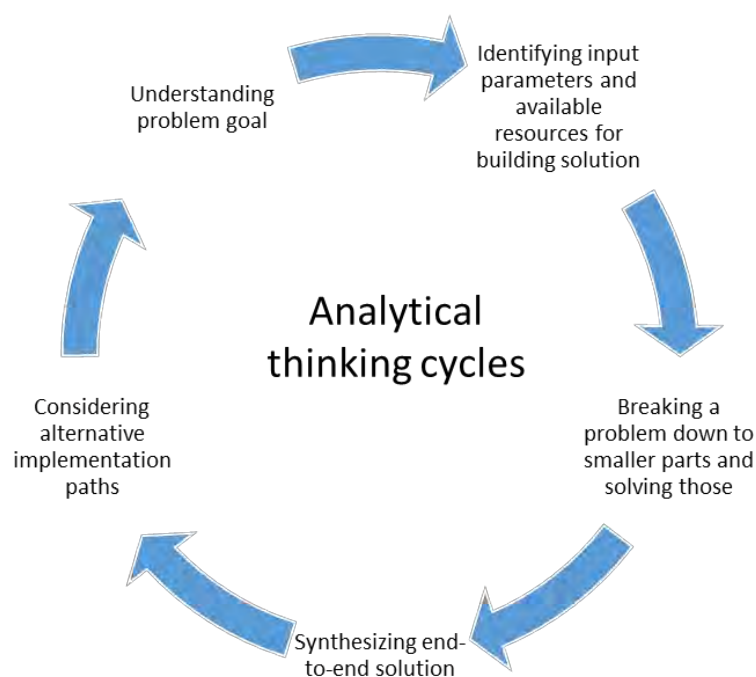 Understanding
problem goal
Identifying input
parameters and
available
resources for
building solution
Analytical
thinking cycles
Breaking a
problem down to
smaller parts and
solving those
Synthesizing end-
to-end solution
Considering
alternative
implementation
paths